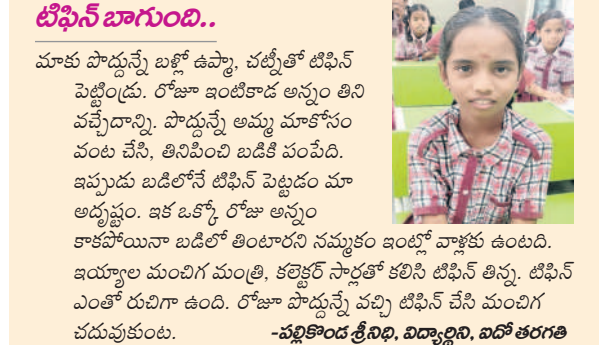 టిఫిన్ బాగుంది..
మాకు పొద్దున్నే బళ్లో ఉప్మా, చట్నీతో టిఫిన్
పెట్టిండ్రు. రోజూ ఇంటికాడ అన్నం తిని
వచ్చేదాన్ని. పొద్దున్నే అమ్మ మాకోసం
వంట చేసి, తినిపించి బడికి పంపేది.
ఇప్పుడు బడిలోనే టిఫిన్ పెట్టడం మా
అదృష్టం. ఇక ఒక్కో రోజు అన్నం
కాకపోయినా బడిలో తింటారని నమ్మకం ఇంట్లో వాళ్లకు ఉంటది.
ఇయ్యాల మంచిగ మంత్రి, కలెక్టర్ సార్లతో కలిసి టిఫిన్ తిన్న. టిఫిన్
ఎంతో రుచిగా ఉంది. రోజూ పొద్దున్నే వచ్చి టిఫిన్ చేసి మంచిగ
చదువుకుంట. -పల్లికొండ శ్రీనిధి, విద్యార్థిని, ఐదో తరగతి